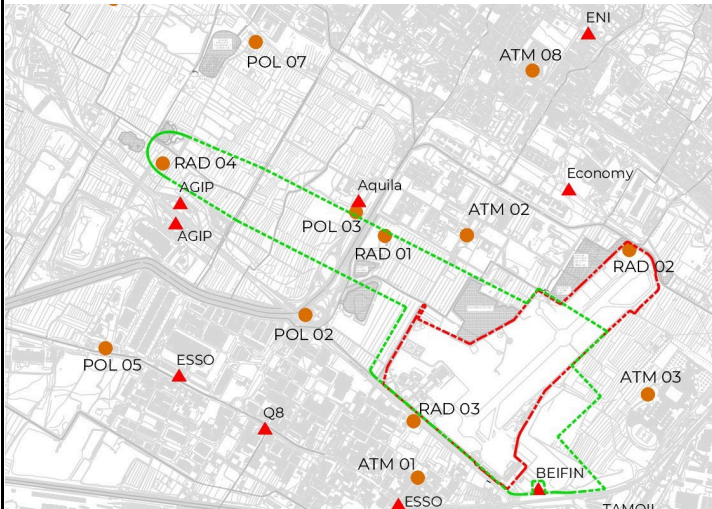 ENI
ATM 08
POL 07
RAD 04
AGIP
Aquila
Economy
POL 03
ATM 02
AGIP
RAD 01
RAD 02
POL 02
POL 05
ESSO
ATM 03
RAD 03
Q8
ATM 01
BEIFIN
ESSO
TAMOIL